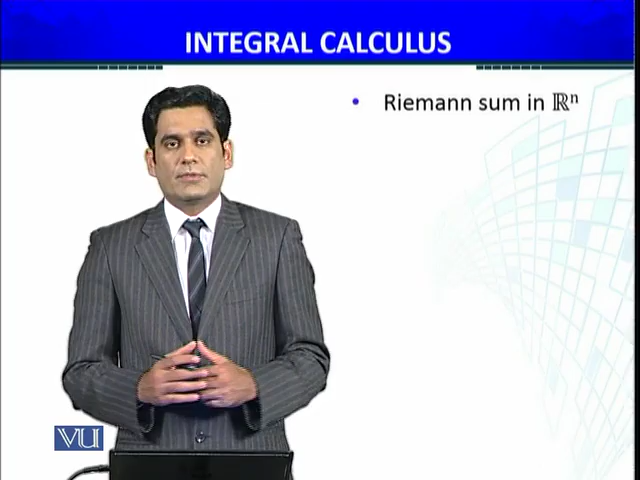 INTEGRAL CALCULUS
• Riemann sum in ℝⁿ
VU